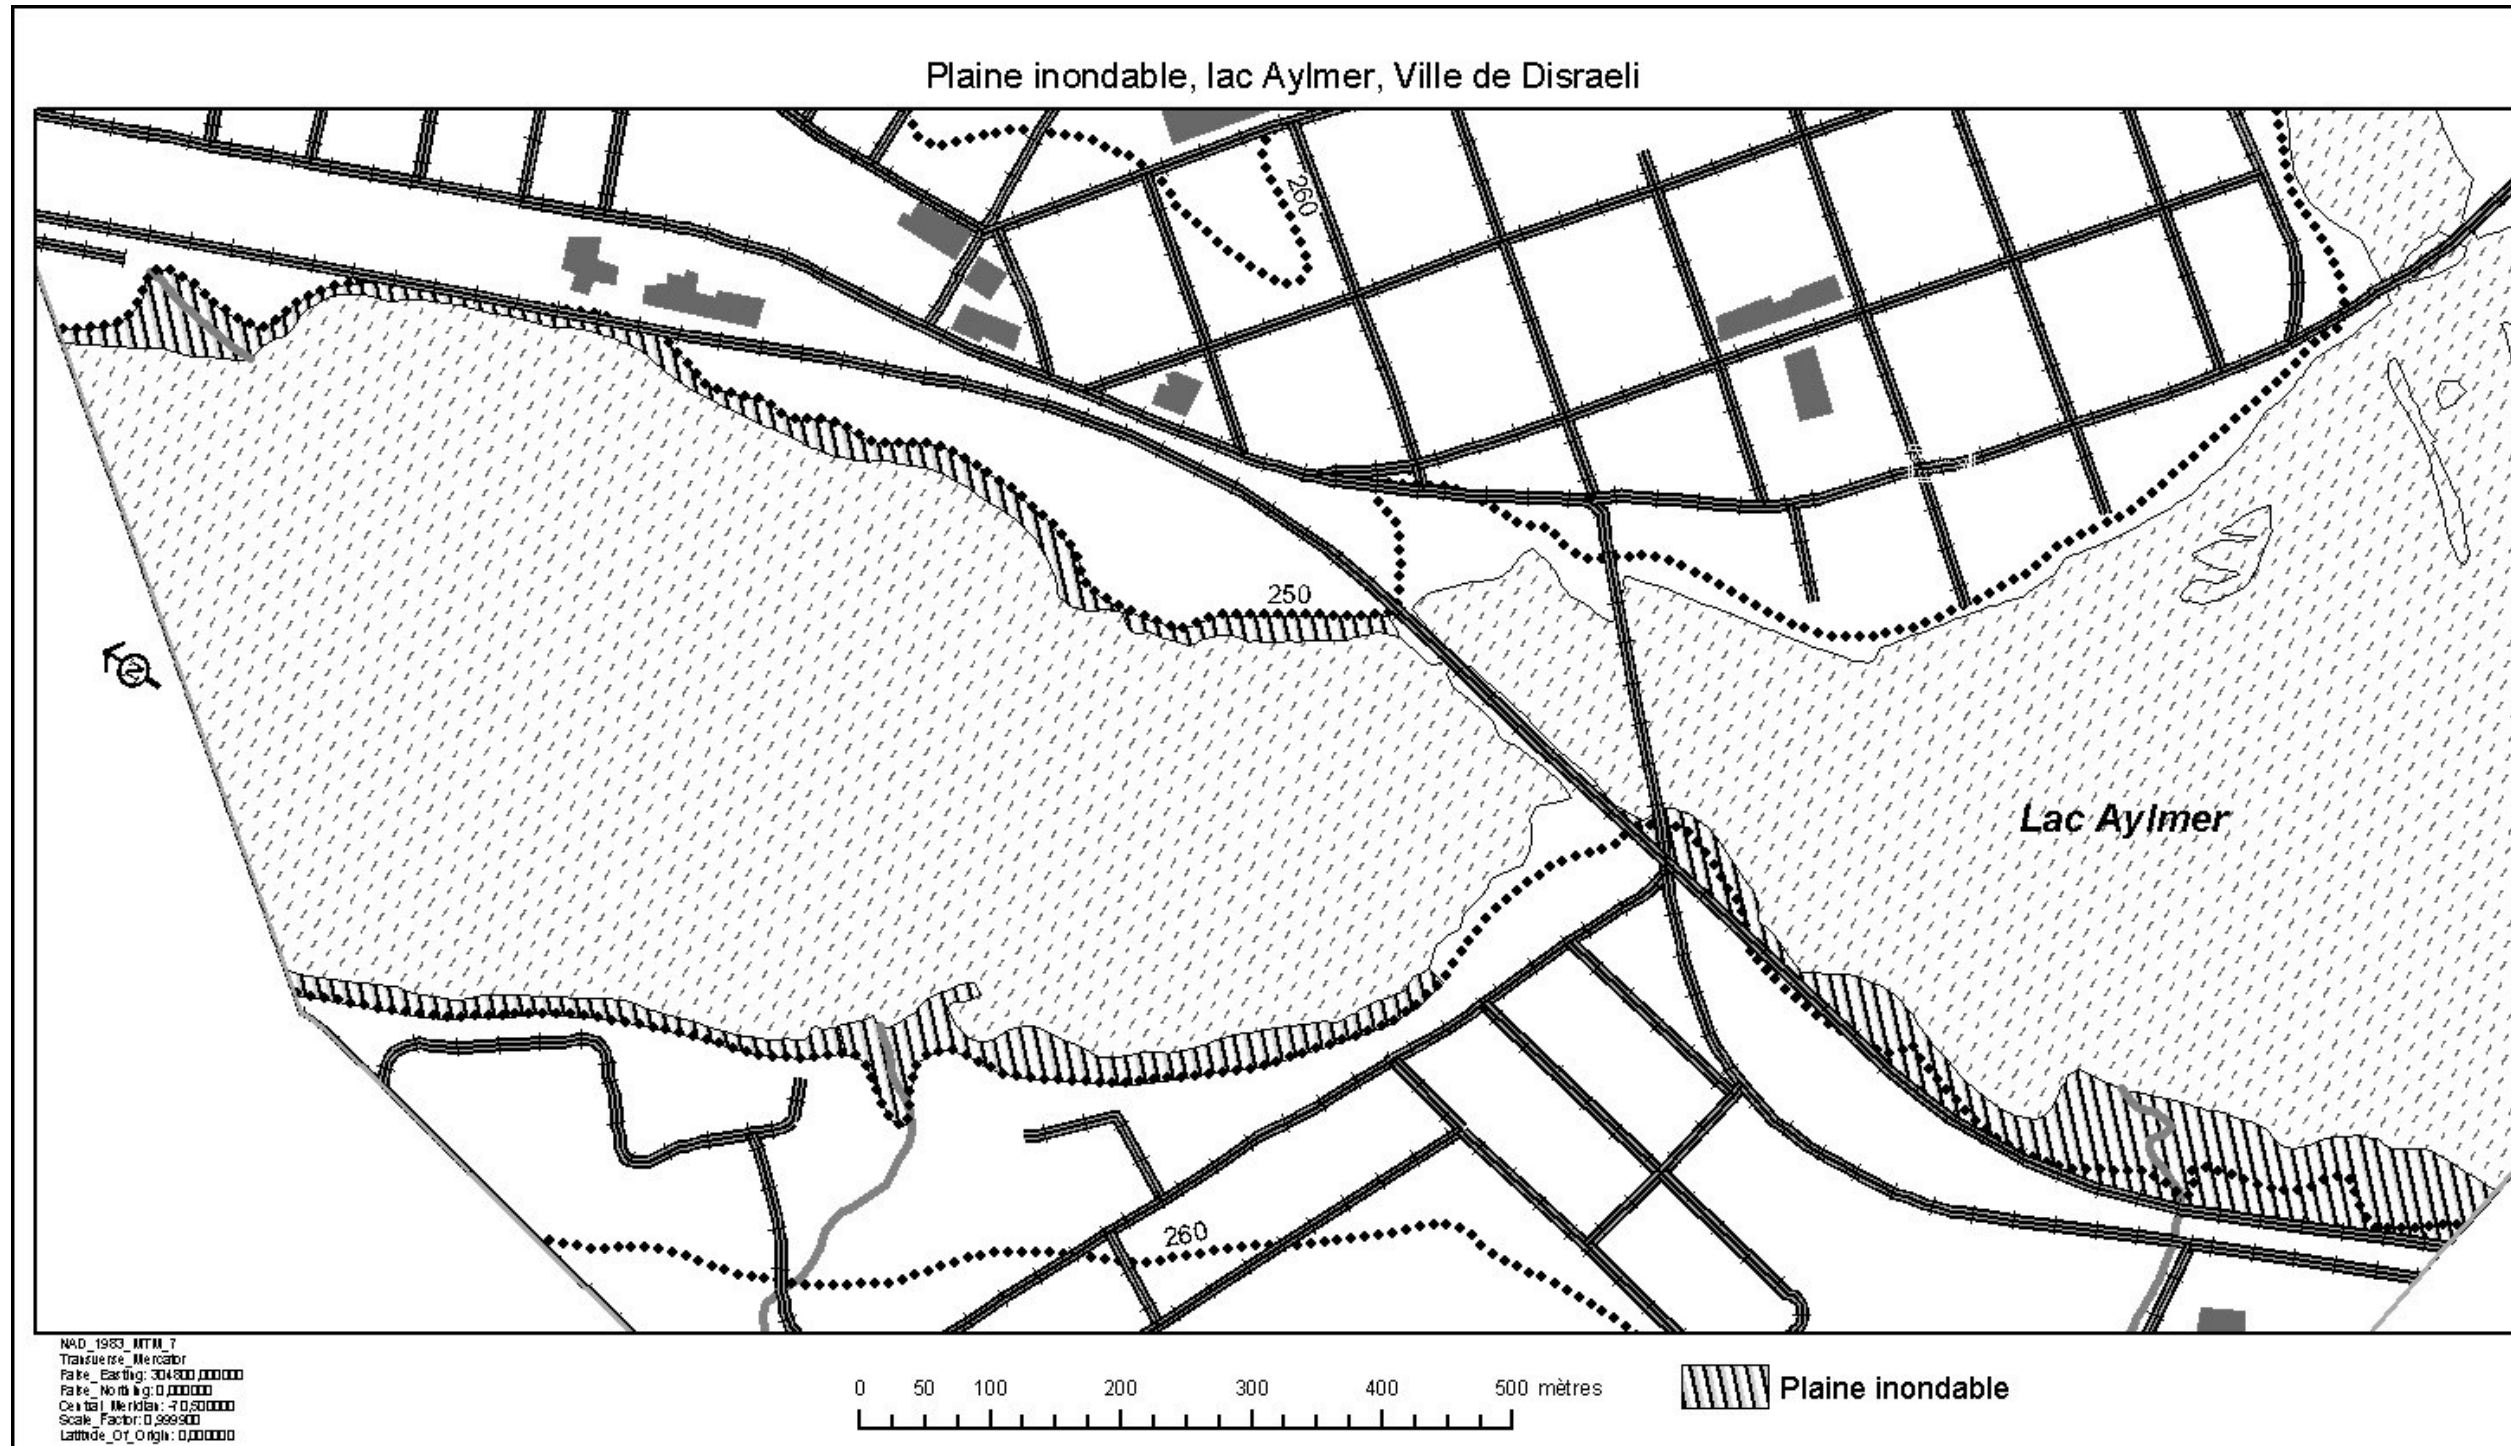 Plaine inondable, lac Aylmer, Ville de Disraeli
260
250
Lac Aylmer
260
N
NAD_1983_MTM_7
Transverse_Mercator
False_Easting: 304800,000000
False_Northing: 0,000000
Central_Meridian: -70,500000
Scale_Factor: 0,999900
Latitude_Of_Origin: 0,000000
0 50 100 200 300 400 500 mètres
Plaine inondable